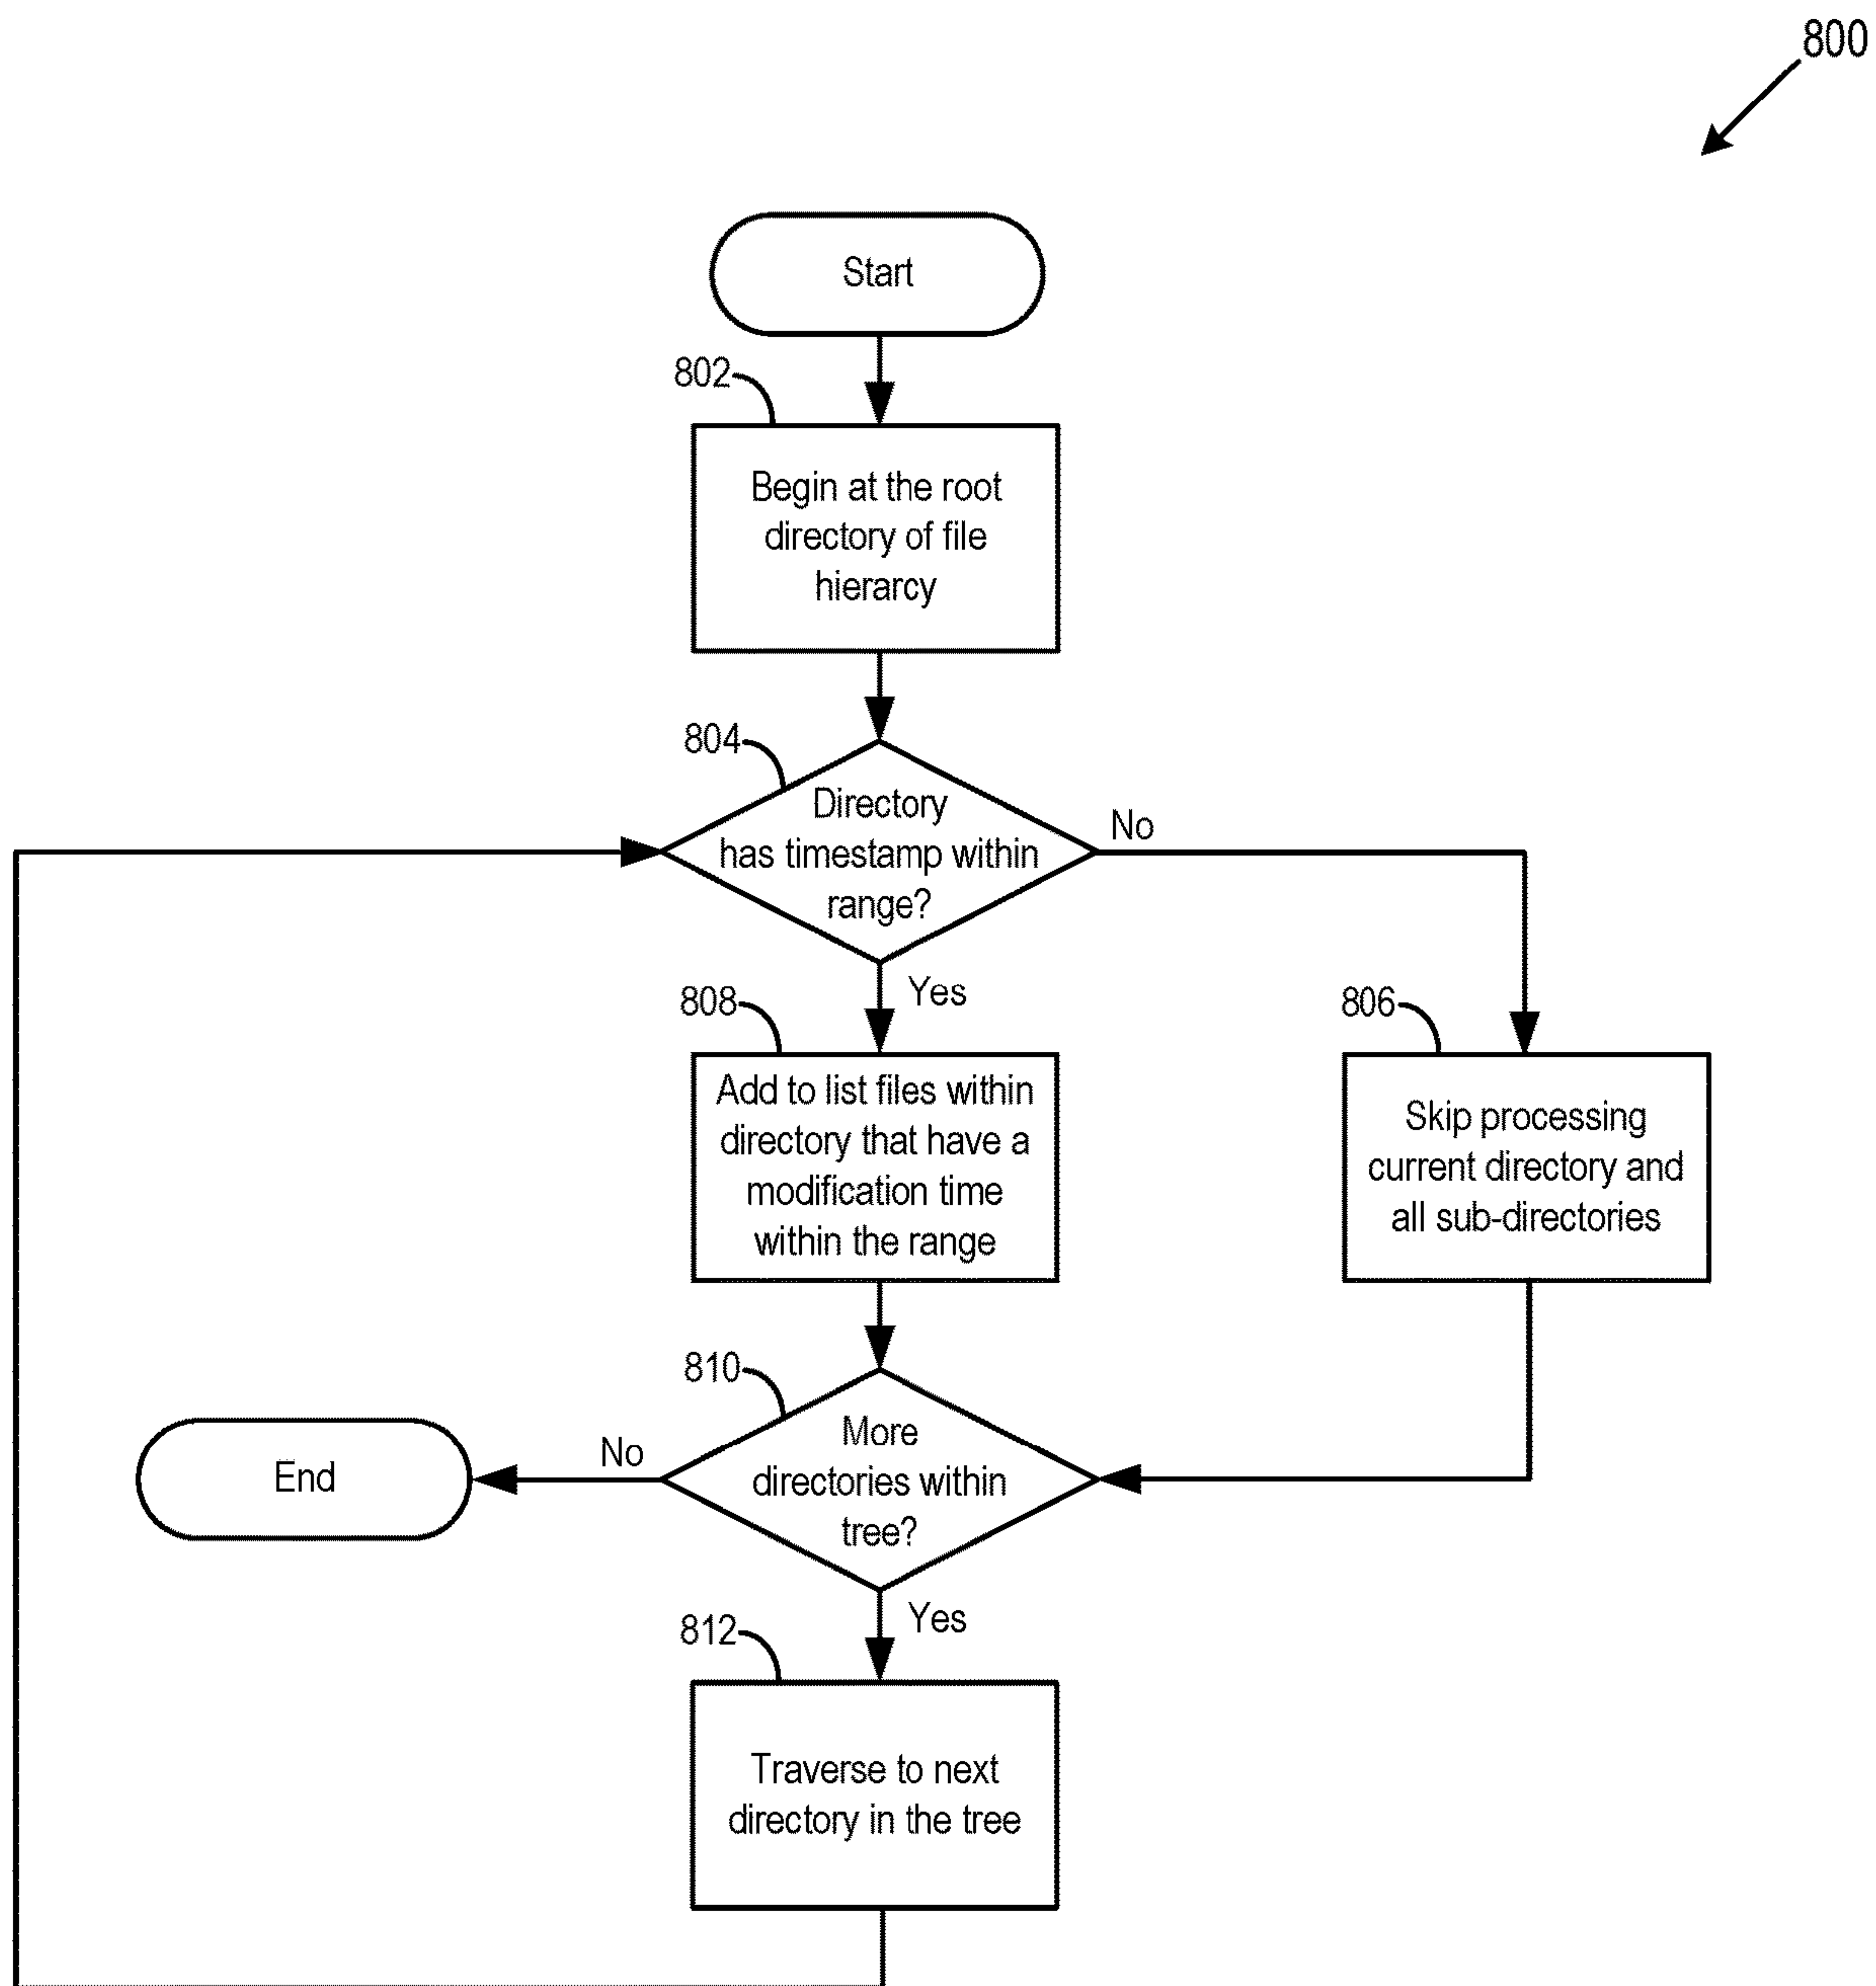 800
Start
802
Begin at the root
directory of file
hierarcy
804
Directory
has timestamp within
range?
No
Yes
808
Add to list files within
directory that have a
modification time
within the range
806
Skip processing
current directory and
all sub-directories
810
More
directories within
tree?
No
End
Yes
812
Traverse to next
directory in the tree